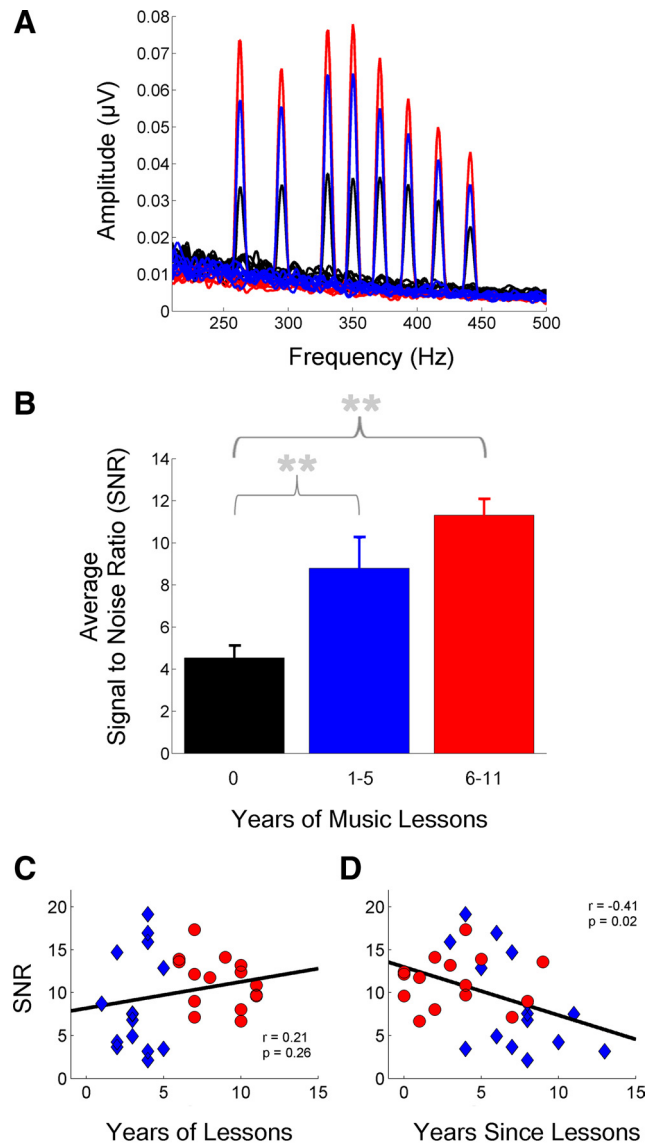 A
Amplitude (µV)
0.08
0.07
0.06
0.05
0.04
0.03
0.02
0.01
0
250 300 350 400 450 500
Frequency (Hz)
B
**
**
Average
Signal to Noise Ratio (SNR)
14
12
10
8
6
4
2
0
0 1-5 6-11
Years of Music Lessons
C
SNR
20
15
10
5
0
r = 0.21
p = 0.26
0 5 10 15
Years of Lessons
D
r = -0.41
p = 0.02
20
15
10
5
0
0 5 10 15
Years Since Lessons